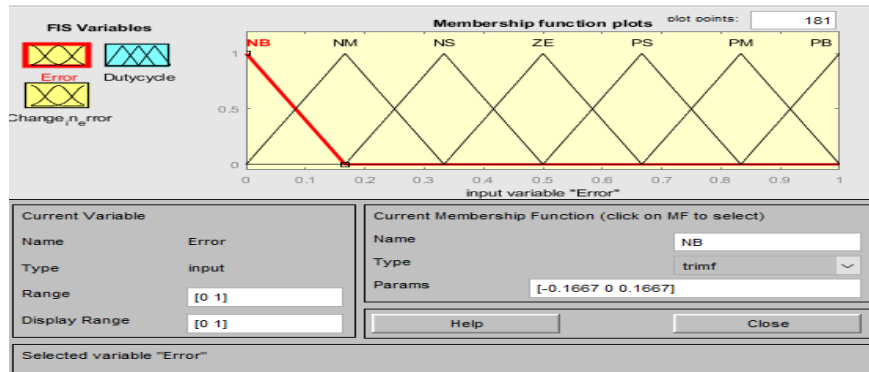 FIS Variables
Membership function plots
plot points:
181
NB
NM
NS
ZE
PS
PM
PB
1
0.5
0
Error
Dutycycle
Change_in_error
0
0.1
0.2
0.3
0.4
0.5
0.6
0.7
0.8
0.9
1
input variable "Error"
Current Variable
Name
Error
Type
input
Range
[0 1]
Display Range
[0 1]
Current Membership Function (click on MF to select)
Name
NB
Type
trimf
Params
[-0.1667 0 0.1667]
Help
Close
Selected variable "Error"